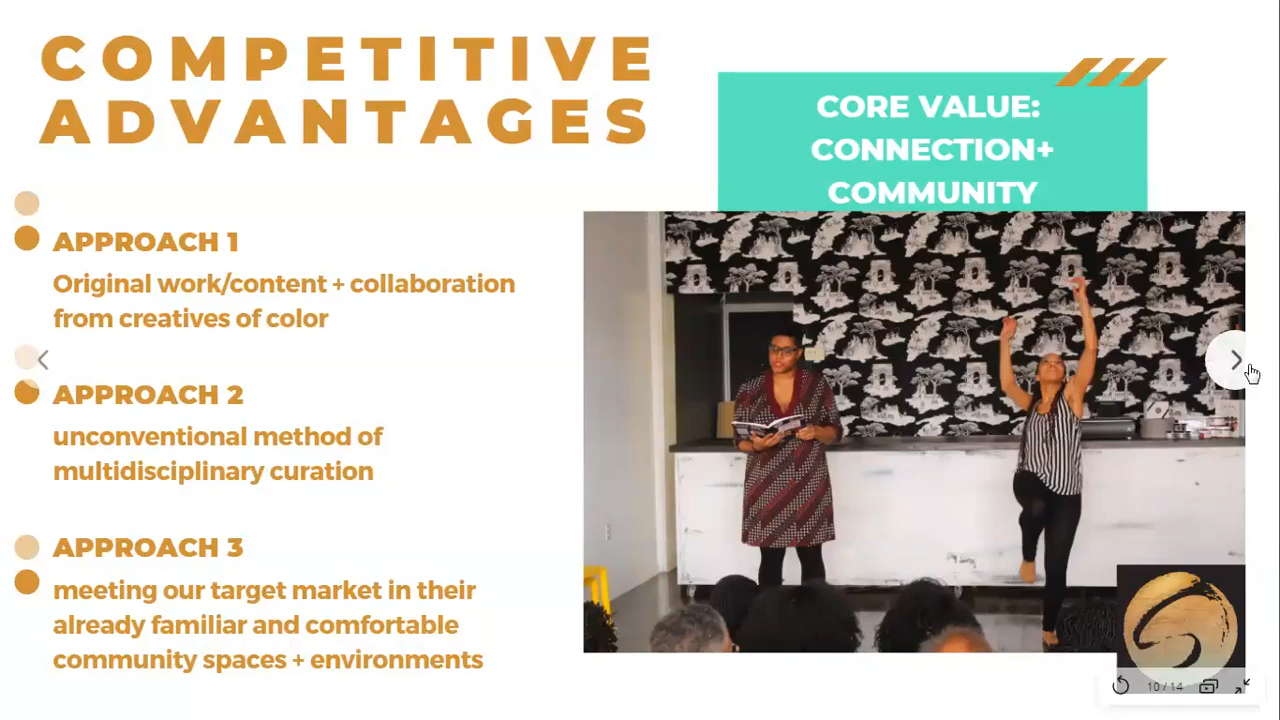 COMPETITIVE
ADVANTAGES
CORE VALUE:
CONNECTION+
COMMUNITY
APPROACH 1
Original work/content + collaboration
from creatives of color
APPROACH 2
unconventional method of
multidisciplinary curation
APPROACH 3
meeting our target market in their
already familiar and comfortable
community spaces + environments
10 / 14